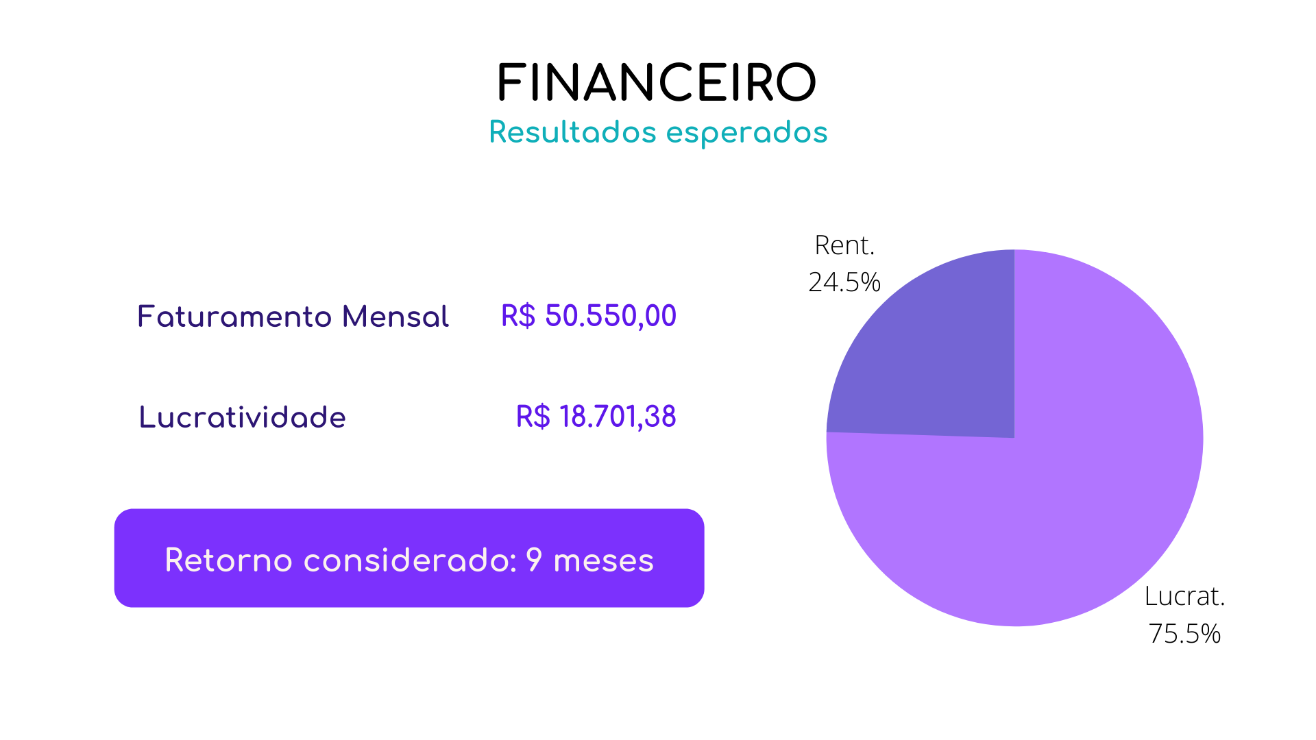 FINANCEIRO
Resultados esperados
Faturamento Mensal R$ 50.550,00
Lucratividade R$ 18.701,38
Retorno considerado: 9 meses
Rent.
24.5%
Lucrat.
75.5%